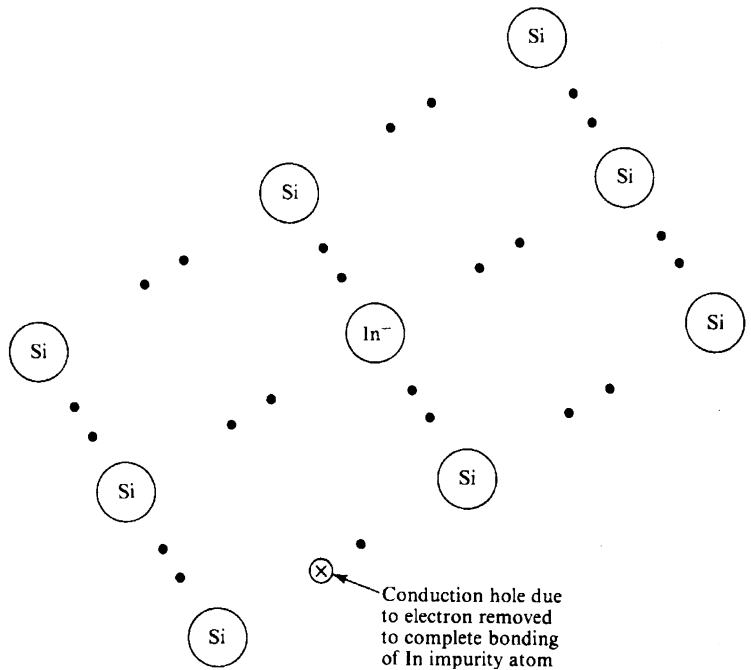 Si
Si
Si
Si
In⁻
Si
Si
Si
Si
Conduction hole due
to electron removed
to complete bonding
of In impurity atom